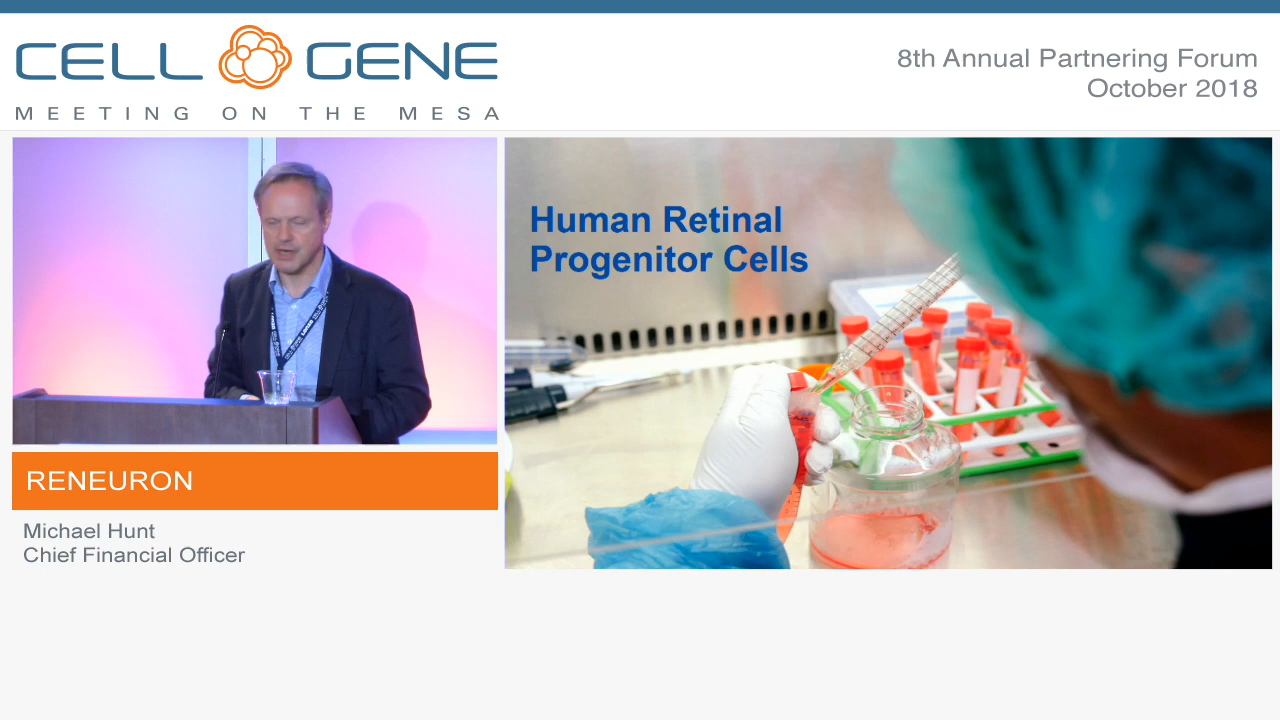 CELL GENE
MEETING ON THE MESA
8th Annual Partnering Forum
October 2018
Human Retinal
Progenitor Cells
RENEURON
Michael Hunt
Chief Financial Officer